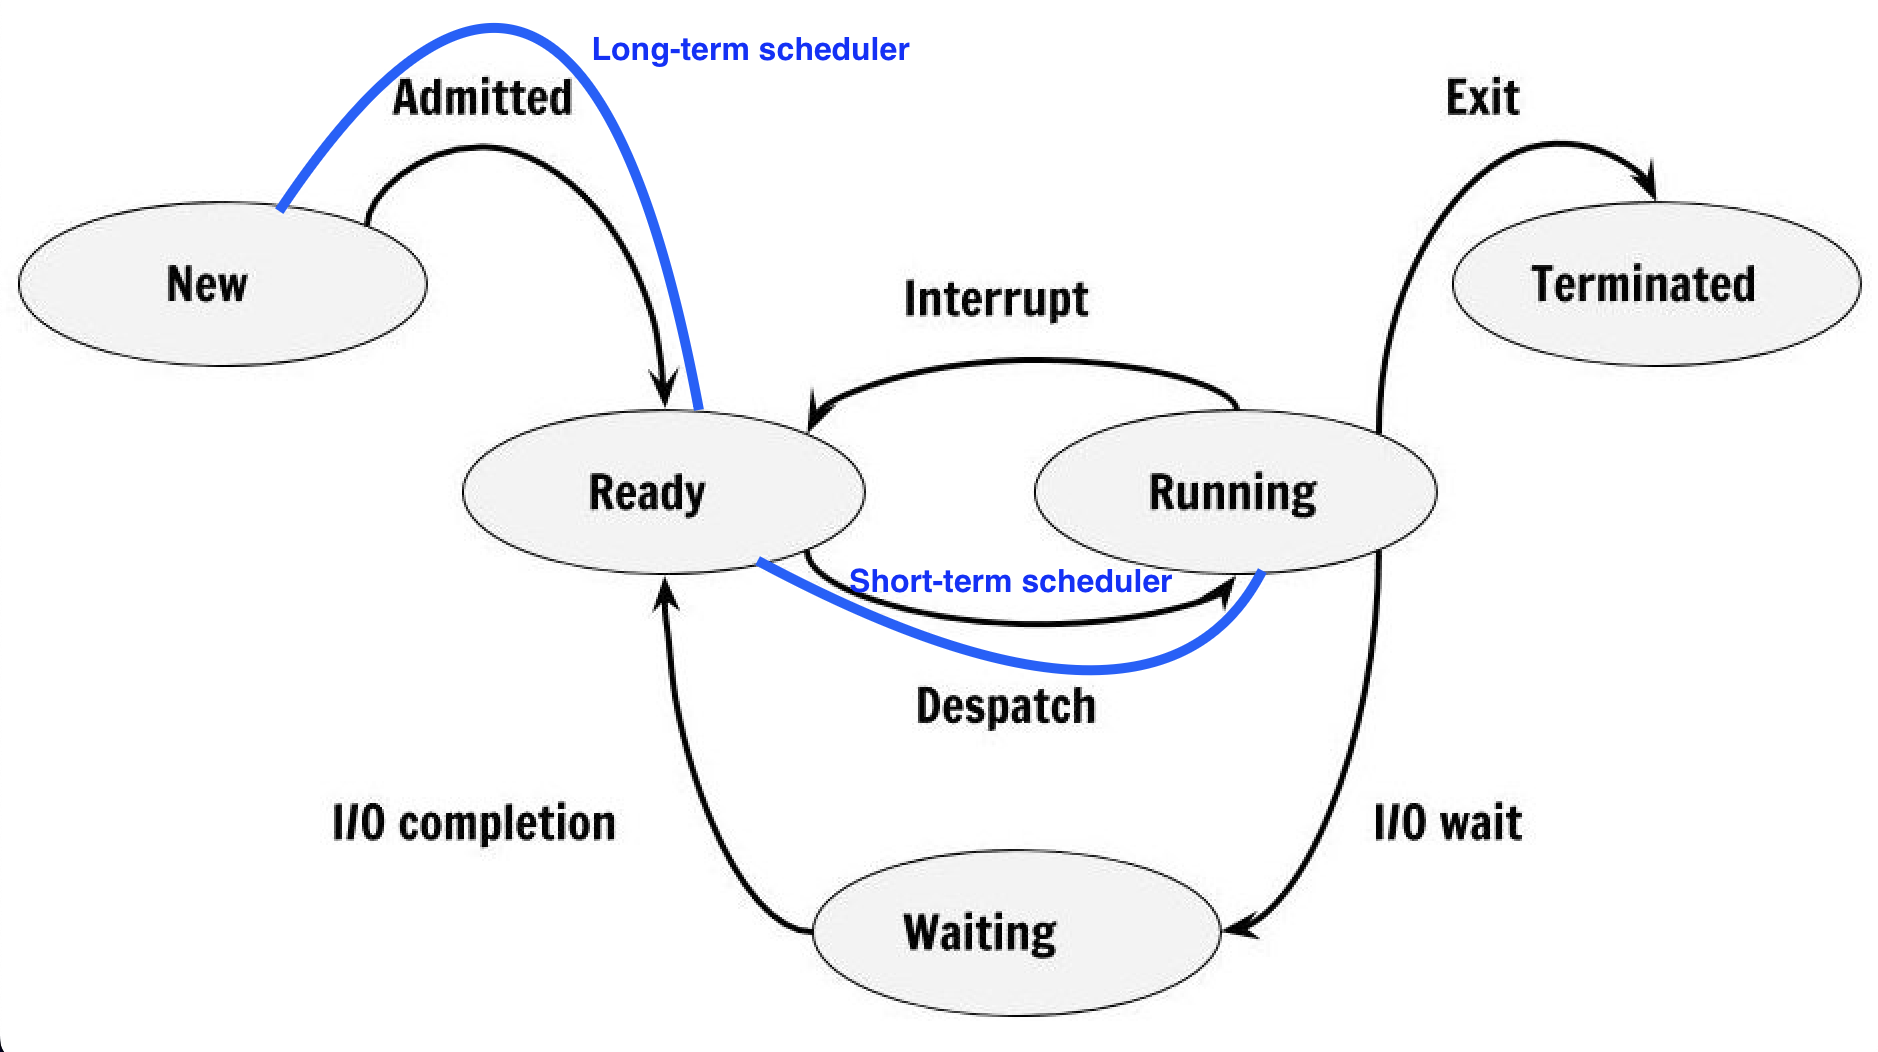 Long-term scheduler
Admitted
Exit
New
Interrupt
Terminated
Ready
Running
Short-term scheduler
Despatch
I/O completion
I/O wait
Waiting